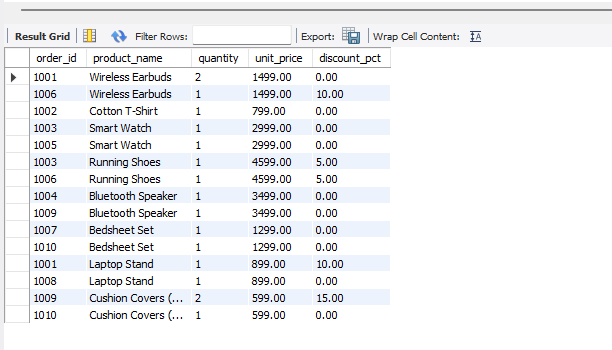 Result Grid Filter Rows: Export: Wrap Cell Content: IA
order_id product_name quantity unit_price discount_pct
1001 Wireless Earbuds 2 1499.00 0.00
1006 Wireless Earbuds 1 1499.00 10.00
1002 Cotton T-Shirt 1 799.00 0.00
1003 Smart Watch 1 2999.00 0.00
1005 Smart Watch 1 2999.00 0.00
1003 Running Shoes 1 4599.00 5.00
1006 Running Shoes 1 4599.00 5.00
1004 Bluetooth Speaker 1 3499.00 0.00
1009 Bluetooth Speaker 1 3499.00 0.00
1007 Bedsheet Set 1 1299.00 0.00
1010 Bedsheet Set 1 1299.00 0.00
1001 Laptop Stand 1 899.00 10.00
1008 Laptop Stand 1 899.00 0.00
1009 Cushion Covers (... 2 599.00 15.00
1010 Cushion Covers (... 1 599.00 0.00